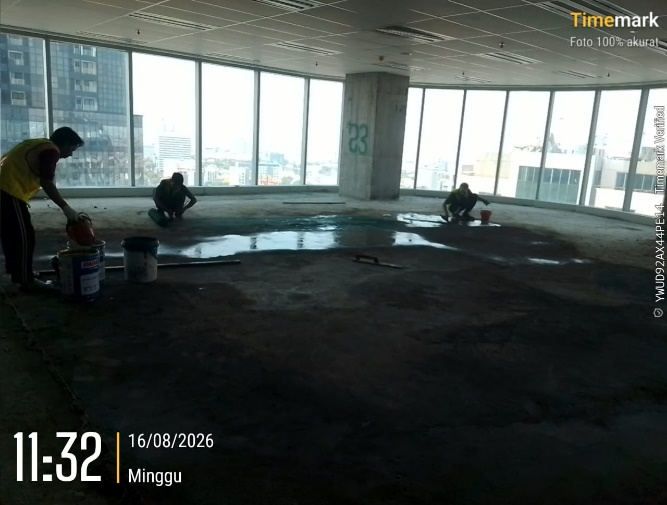 Timemark
Foto 100% akurat
© YWUD92AX44PE14, Timemark Verified
23
11:32
16/08/2026
Minggu